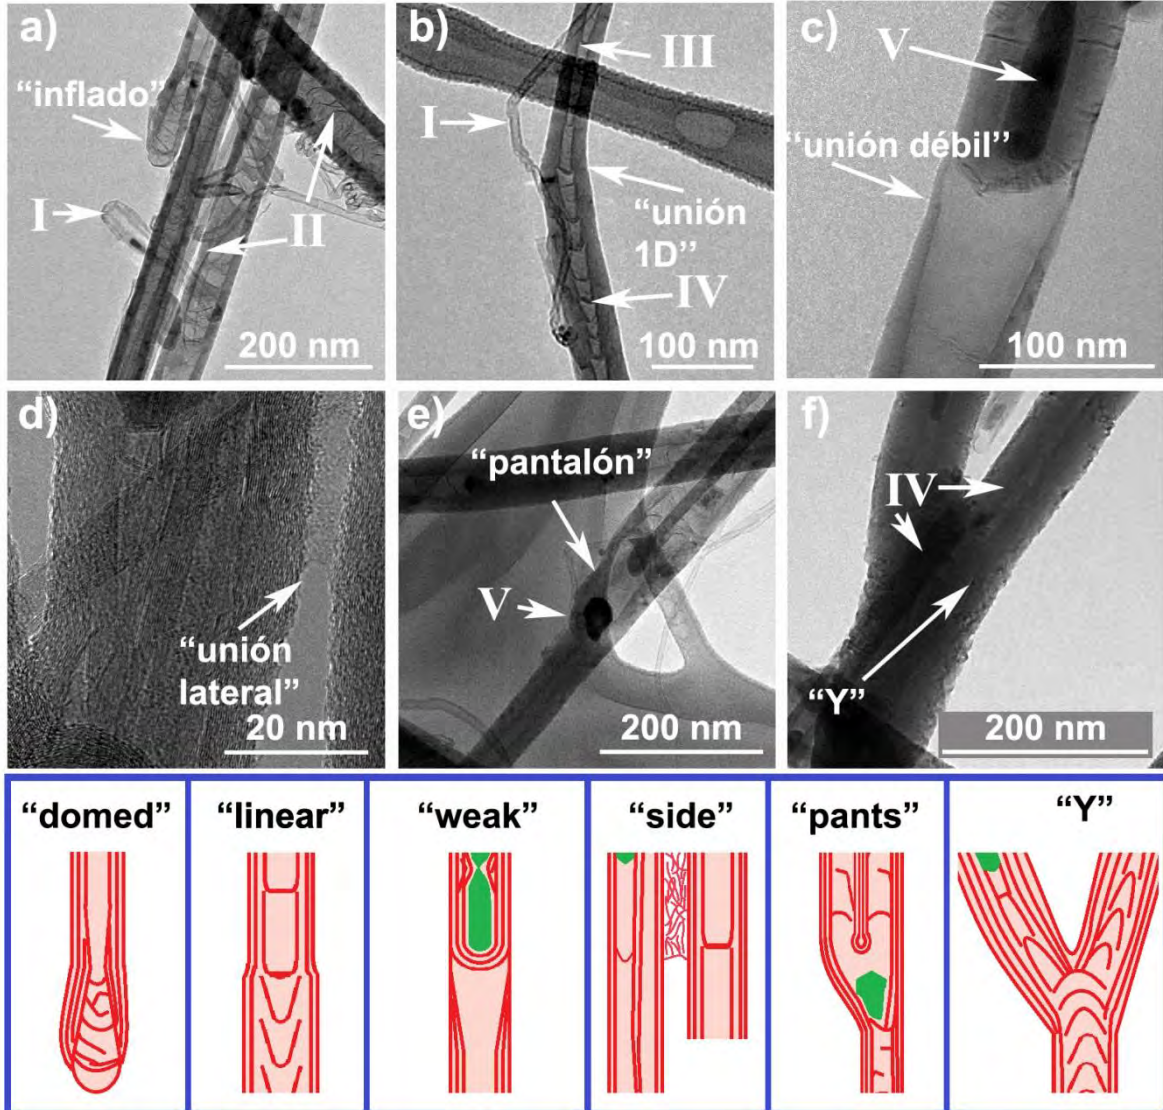 a)
“inflado”
I
II
200 nm
b)
III
I
“unión
1D”
IV
100 nm
c)
V
“unión débil”
100 nm
d)
“unión
lateral”
20 nm
e)
“pantalón”
V
200 nm
f)
IV
“Y”
200 nm
“domed”
“linear”
“weak”
“side”
“pants”
“Y”